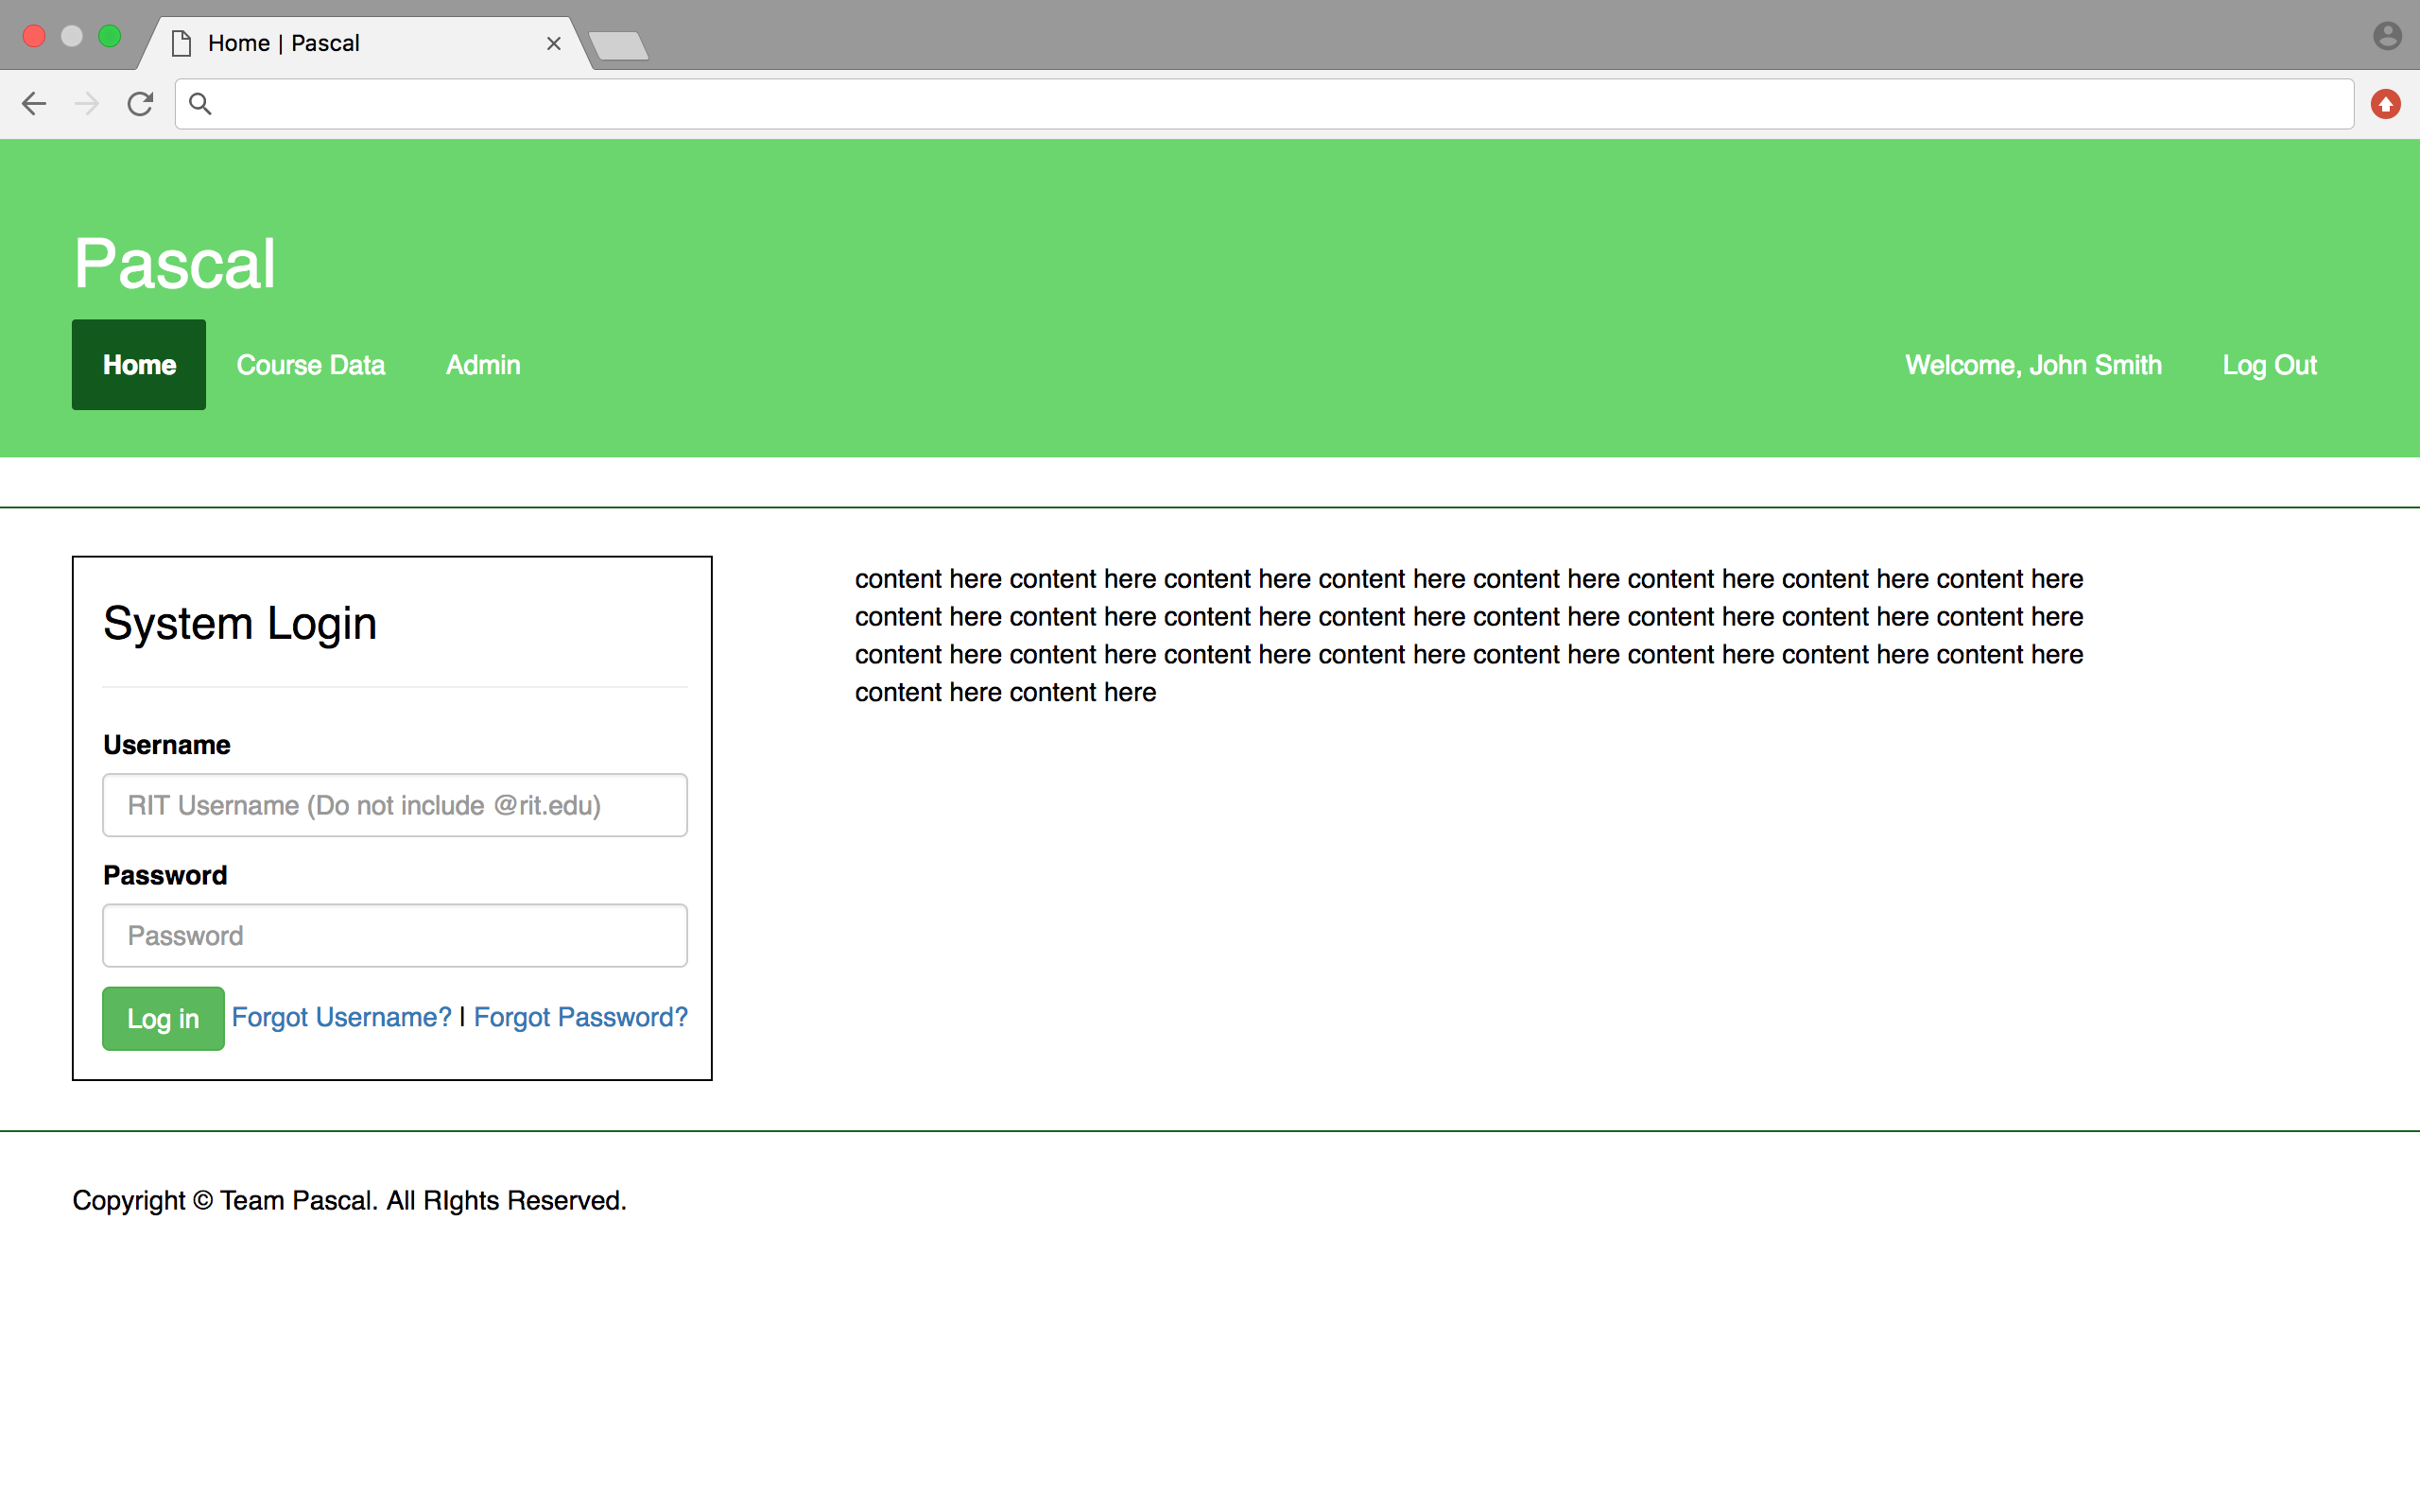 Home | Pascal
Pascal
Home Course Data Admin Welcome, John Smith Log Out
System Login
Username
RIT Username (Do not include @rit.edu)
Password
Password
Log in Forgot Username? | Forgot Password?
content here content here content here content here content here content here content here content here
content here content here content here content here content here content here content here content here
content here content here content here content here content here content here content here content here
content here content here
Copyright © Team Pascal. All RIghts Reserved.